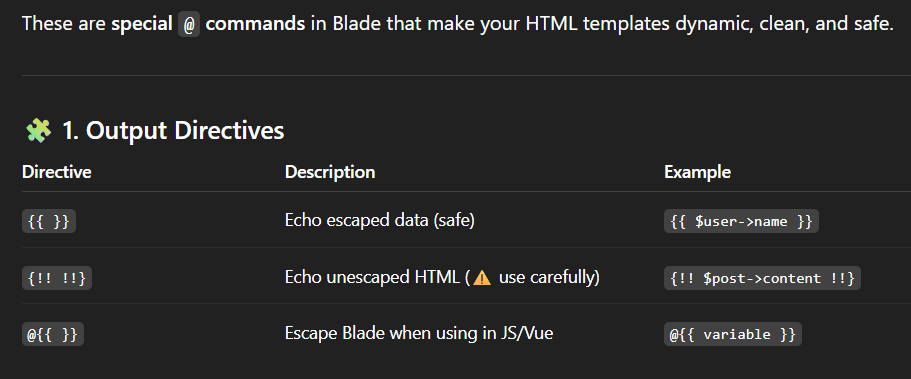 These are special @ commands in Blade that make your HTML templates dynamic, clean, and safe.
🧩 1. Output Directives
Directive Description Example
{{ }} Echo escaped data (safe) {{ $user->name }}
{!! !!} Echo unescaped HTML (⚠️ use carefully) {!! $post->content !!}
@{{ }} Escape Blade when using in JS/Vue @{{ variable }}